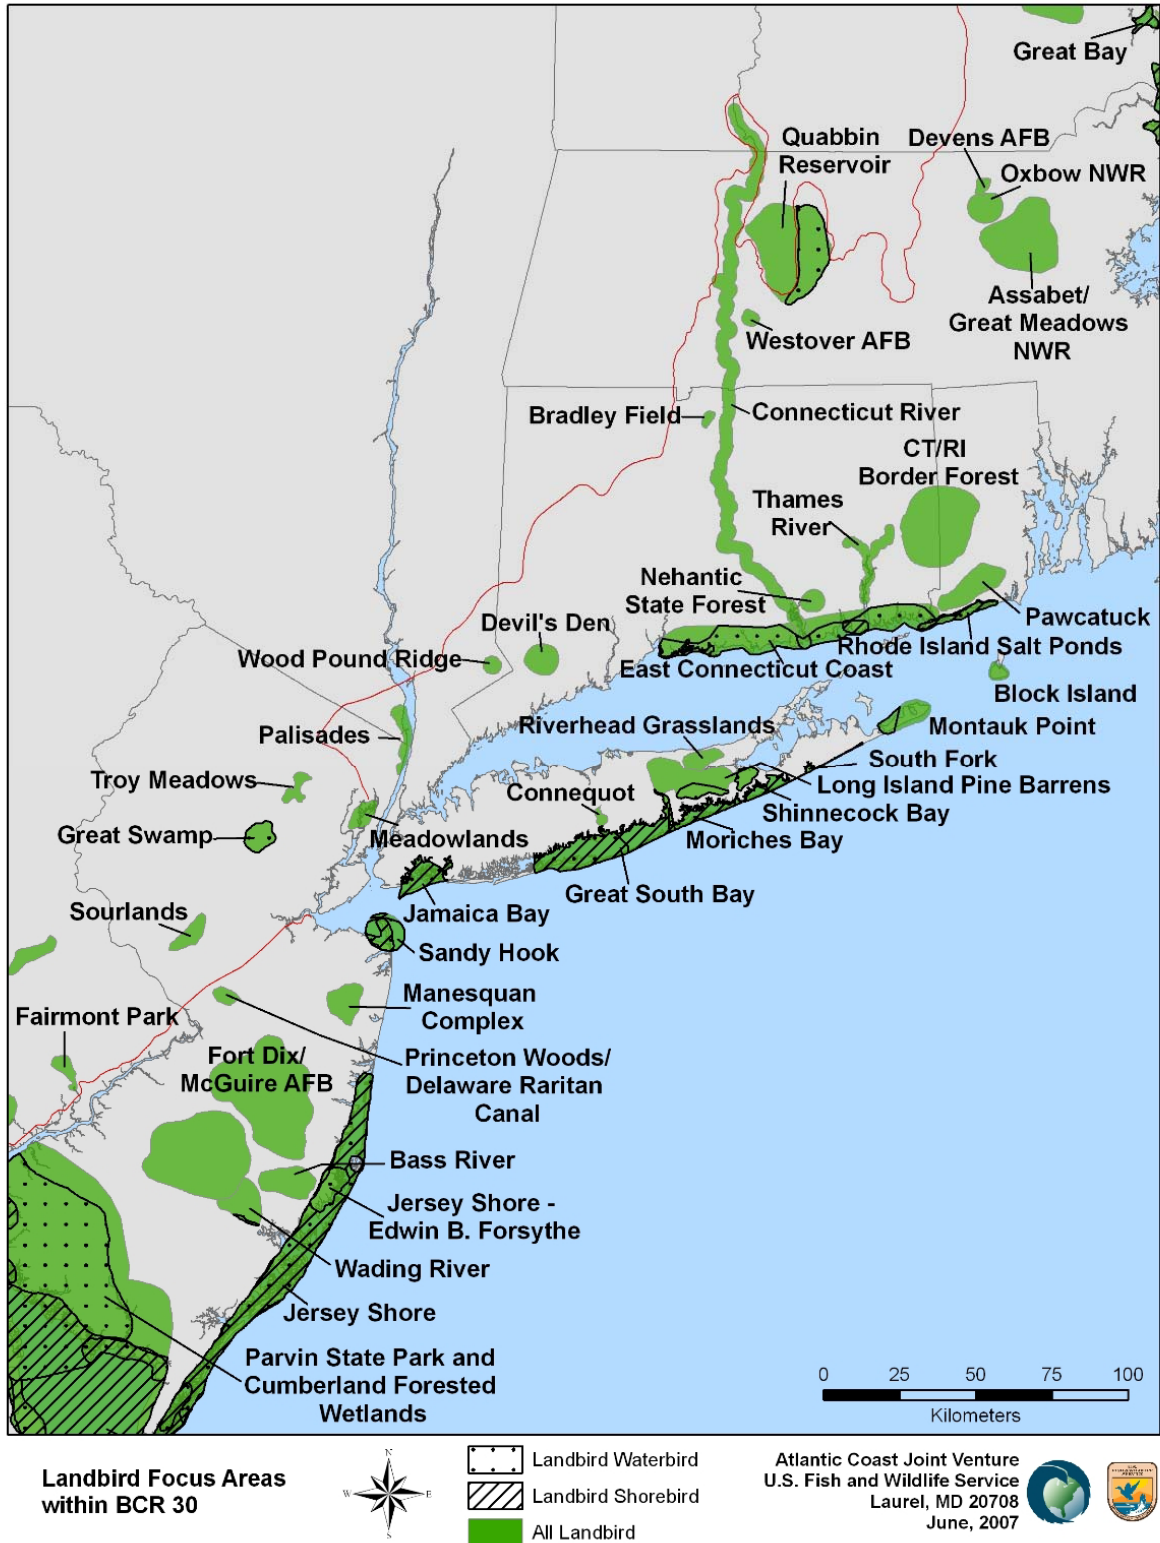 Great Bay
Quabbin
Reservoir
Devens AFB
Oxbow NWR
Assabet/
Great Meadows
NWR
Westover AFB
Bradley Field
Connecticut River
CT/RI
Border Forest
Thames
River
Nehantic
State Forest
Pawcatuck
Devil's Den
Wood Pound Ridge
Rhode Island Salt Ponds
East Connecticut Coast
Block Island
Riverhead Grasslands
Montauk Point
Palisades
South Fork
Troy Meadows
Long Island Pine Barrens
Connequot
Shinnecock Bay
Great Swamp
Meadowlands
Moriches Bay
Great South Bay
Jamaica Bay
Sourlands
Sandy Hook
Manesquan
Complex
Fairmont Park
Fort Dix/
McGuire AFB
Princeton Woods/
Delaware Raritan
Canal
Bass River
Jersey Shore -
Edwin B. Forsythe
Wading River
Jersey Shore
Parvin State Park and
Cumberland Forested
Wetlands
0 25 50 75 100
Kilometers
Landbird Focus Areas
within BCR 30
N
W E
S
Landbird Waterbird
Landbird Shorebird
All Landbird
Atlantic Coast Joint Venture
U.S. Fish and Wildlife Service
Laurel, MD 20708
June, 2007